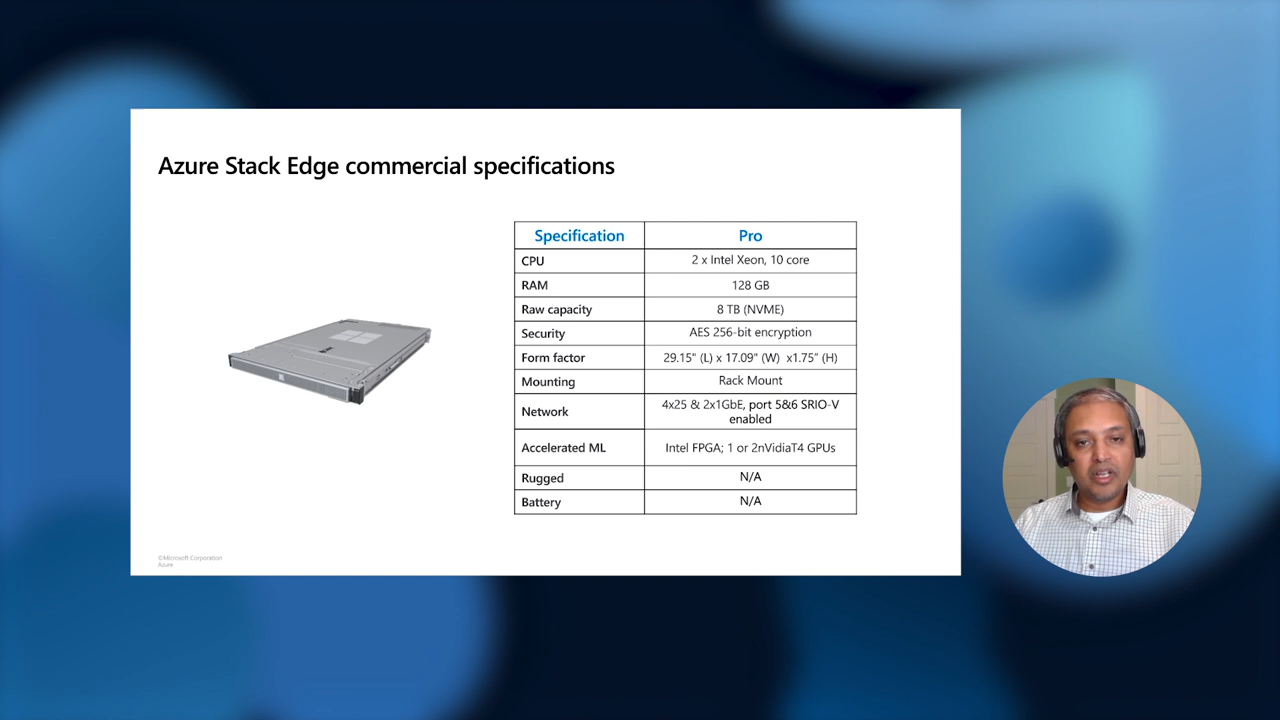 Azure Stack Edge commercial specifications
Specification Pro
CPU 2 x Intel Xeon, 10 core
RAM 128 GB
Raw capacity 8 TB (NVME)
Security AES 256-bit encryption
Form factor 29.15" (L) x 17.09" (W) x1.75" (H)
Mounting Rack Mount
Network 4x25 & 2x1GbE, port 5&6 SRIO-V
enabled
Accelerated ML Intel FPGA; 1 or 2nVidiaT4 GPUs
Rugged N/A
Battery N/A
©Microsoft Corporation
Azure